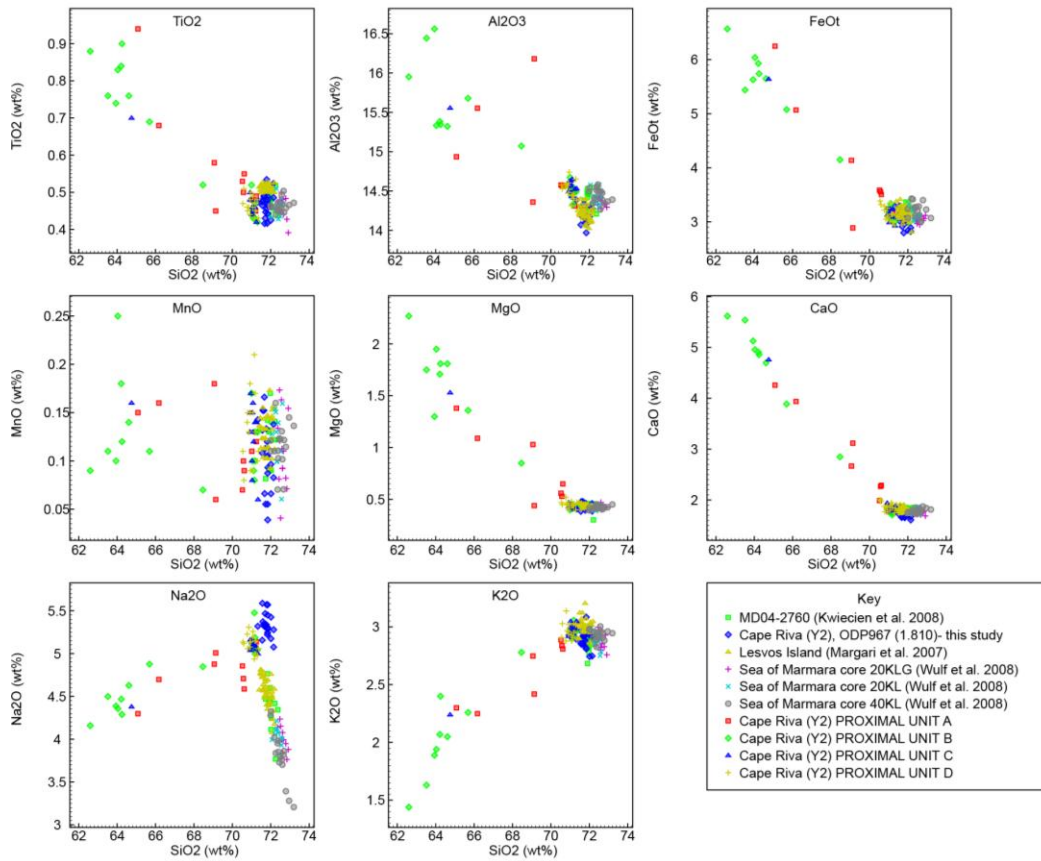 TiO2
TiO2 (wt%)
0.9
0.8
0.7
0.6
0.5
0.4
62 64 66 68 70 72 74
SiO2 (wt%)
Al2O3
Al2O3 (wt%)
16.5
16
15.5
15
14.5
14
62 64 66 68 70 72 74
SiO2 (wt%)
FeOt
FeOt (wt%)
6
5
4
3
62 64 66 68 70 72 74
SiO2 (wt%)
MnO
MnO (wt%)
0.25
0.2
0.15
0.1
0.05
62 64 66 68 70 72 74
SiO2 (wt%)
MgO
MgO (wt%)
2
1.5
1
0.5
62 64 66 68 70 72 74
SiO2 (wt%)
CaO
CaO (wt%)
6
5
4
3
2
62 64 66 68 70 72 74
SiO2 (wt%)
Na2O
Na2O (wt%)
5.5
5
4.5
4
3.5
62 64 66 68 70 72 74
SiO2 (wt%)
K2O
K2O (wt%)
3
2.5
2
1.5
62 64 66 68 70 72 74
SiO2 (wt%)
Key
MD04-2760 (Kwiecien et al. 2008)
Cape Riva (Y2), ODP967 (1.810)- this study
Lesvos Island (Margari et al. 2007)
Sea of Marmara core 20KLG (Wulf et al. 2008)
Sea of Marmara core 20KL (Wulf et al. 2008)
Sea of Marmara core 40KL (Wulf et al. 2008)
Cape Riva (Y2) PROXIMAL UNIT A
Cape Riva (Y2) PROXIMAL UNIT B
Cape Riva (Y2) PROXIMAL UNIT C
Cape Riva (Y2) PROXIMAL UNIT D